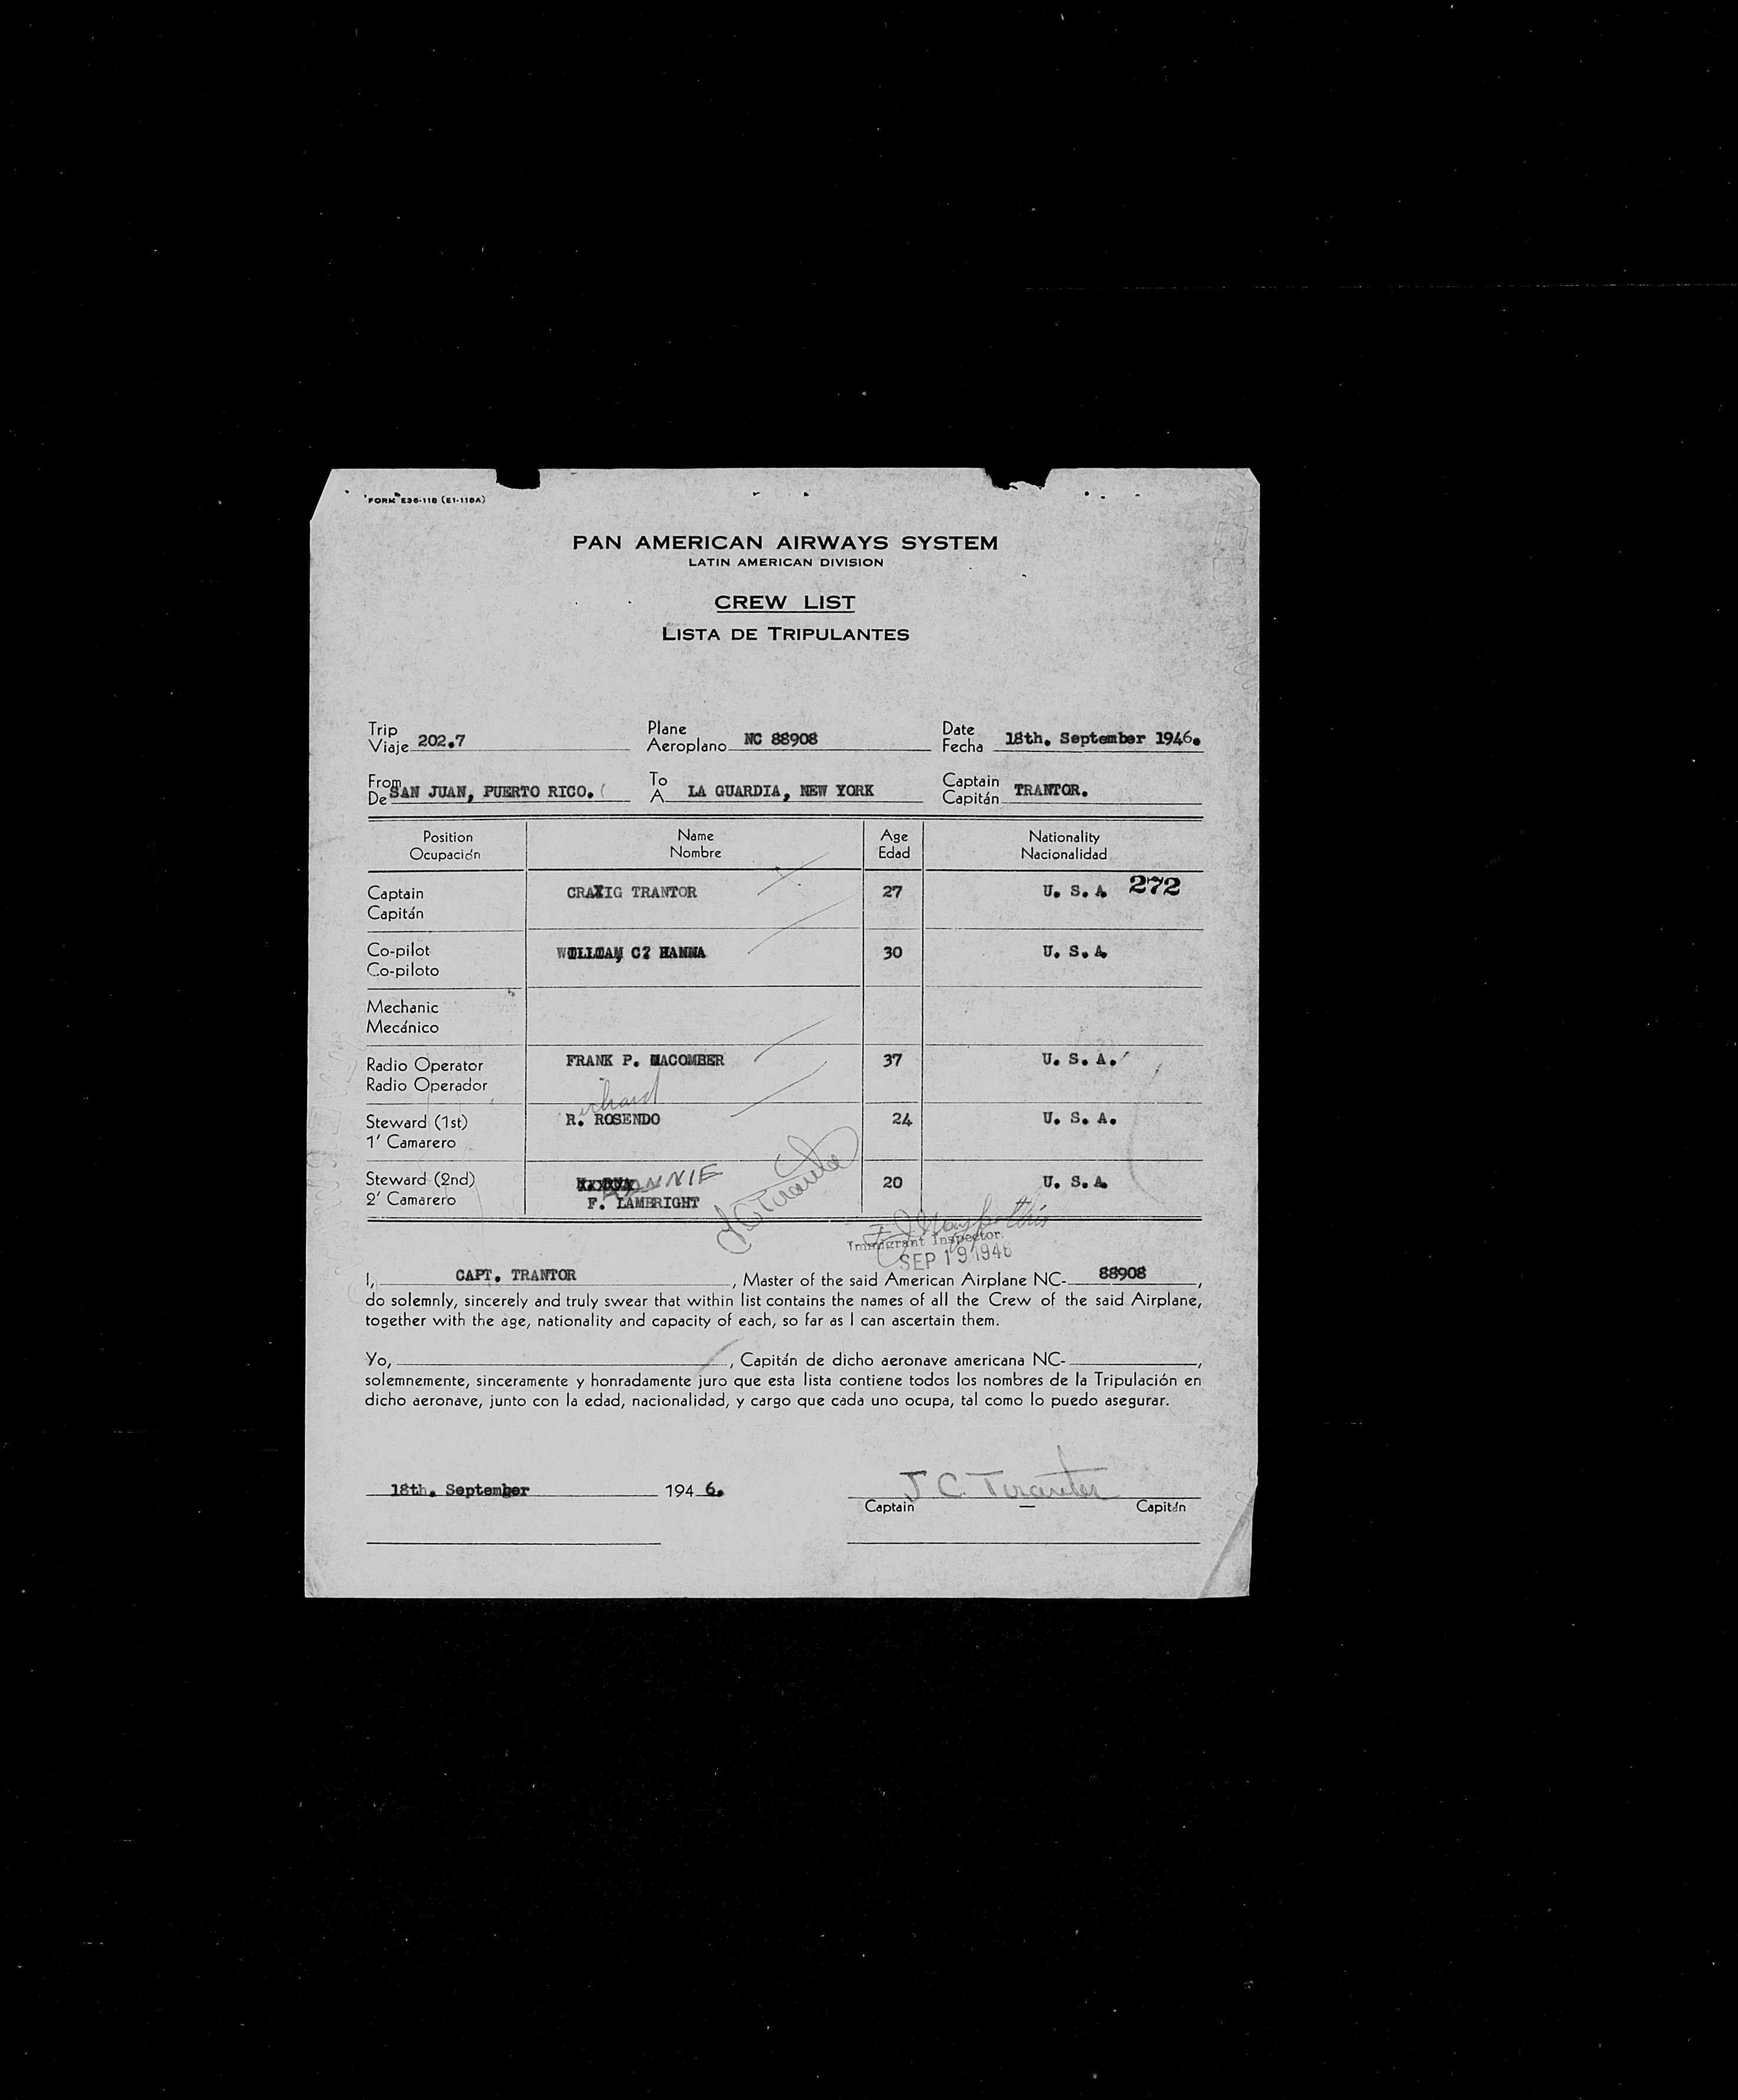 FORM E36-11B (E1-11BA)
PAN AMERICAN AIRWAYS SYSTEM
LATIN AMERICAN DIVISION
CREW LIST
LISTA DE TRIPULANTES
Trip Viaje 202.7 Plane Aeroplano NC 88908 Date Fecha 18th. September 1946.
From De SAN JUAN, PUERTO RICO. To A LA GUARDIA, NEW YORK Captain Capitán TRANTOR.
Position Name Age Nationality
Ocupación Nombre Edad Nacionalidad
Captain CRAXIG TRANTOR 27 U. S. A. 272
Capitán
Co-pilot WILLIAM C? HANNA 30 U. S. A.
Co-piloto
Mechanic
Mecánico
Radio Operator FRANK P. MACOMBER 37 U. S. A.
Radio Operador
richard
Steward (1st) R. ROSENDO 24 U. S. A.
1' Camarero
Steward (2nd) 20 U. S. A.
2' Camarero F. LAMBRIGHT
J C Tranter
Immigrant Inspector.
SEP 19 1946
I, CAPT. TRANTOR, Master of the said American Airplane NC- 88908,
do solemnly, sincerely and truly swear that within list contains the names of all the Crew of the said Airplane,
together with the age, nationality and capacity of each, so far as I can ascertain them.
Yo, , Capitán de dicho aeronave americana NC- ,
solemnemente, sinceramente y honradamente juro que esta lista contiene todos los nombres de la Tripulación en
dicho aeronave, junto con la edad, nacionalidad, y cargo que cada uno ocupa, tal como lo puedo asegurar.
18th. September 194 6. J C. Tranter
Captain — Capitán